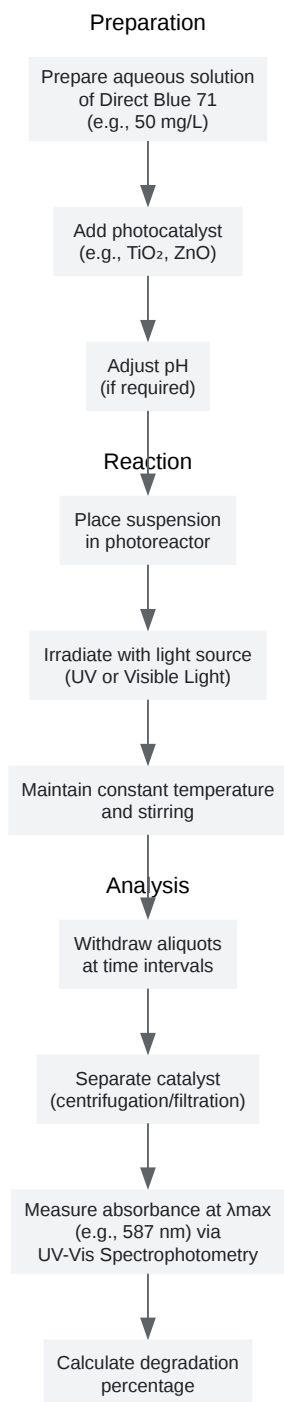 Preparation
Prepare aqueous solution
of Direct Blue 71
(e.g., 50 mg/L)
Add photocatalyst
(e.g., TiO₂, ZnO)
Adjust pH
(if required)
Reaction
Place suspension
in photoreactor
Irradiate with light source
(UV or Visible Light)
Maintain constant temperature
and stirring
Analysis
Withdraw aliquots
at time intervals
Separate catalyst
(centrifugation/filtration)
Measure absorbance at λmax
(e.g., 587 nm) via
UV-Vis Spectrophotometry
Calculate degradation
percentage